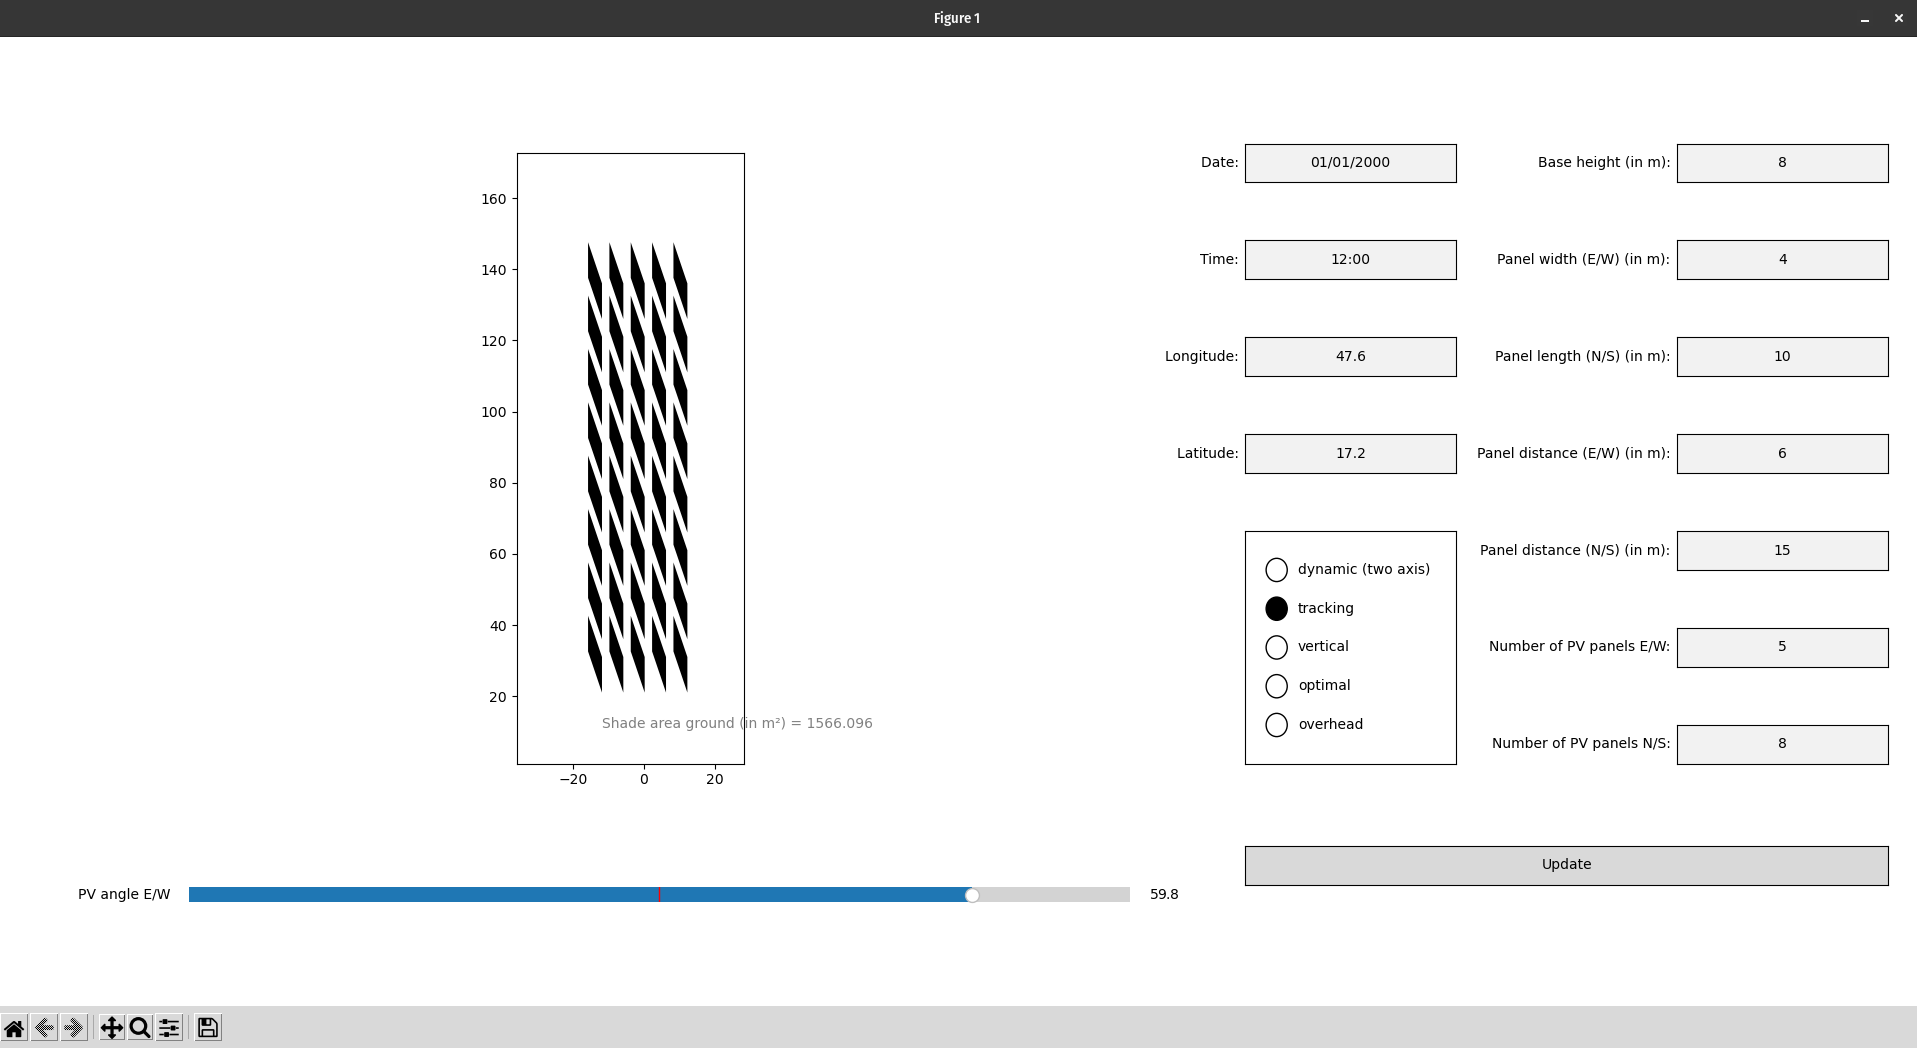 Figure 1
160
140
120
100
80
60
40
20
Shade area ground (in m²) = 1566.096
−20 0 20
PV angle E/W 59.8
Date: 01/01/2000
Time: 12:00
Longitude: 47.6
Latitude: 17.2
dynamic (two axis)
tracking
vertical
optimal
overhead
Base height (in m): 8
Panel width (E/W) (in m): 4
Panel length (N/S) (in m): 10
Panel distance (E/W) (in m): 6
Panel distance (N/S) (in m): 15
Number of PV panels E/W: 5
Number of PV panels N/S: 8
Update